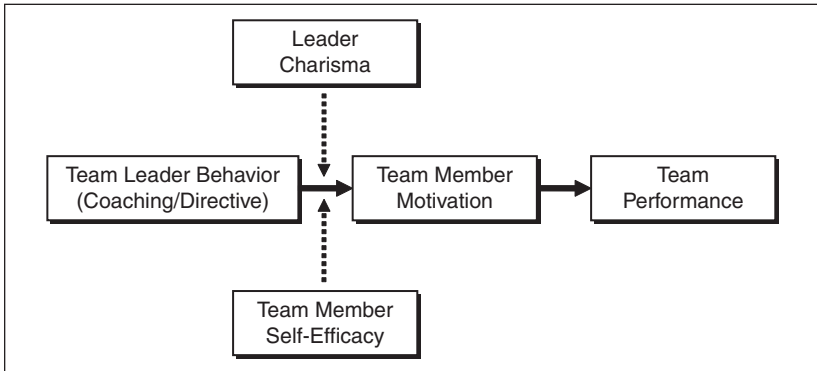 Leader
Charisma
Team Leader Behavior
(Coaching/Directive)
Team Member
Motivation
Team
Performance
Team Member
Self-Efficacy